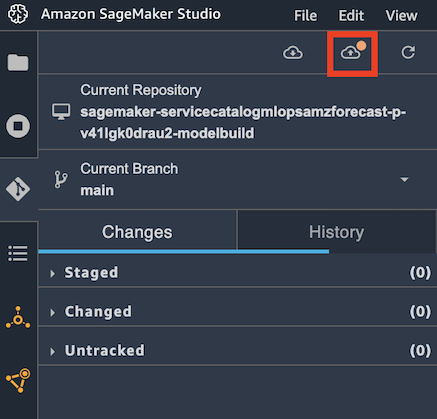 Amazon SageMaker Studio File Edit View
Current Repository
sagemaker-servicecatalogmlopsamzforecast-p-
v41lgk0drau2-modelbuild
Current Branch
main
Changes History
Staged (0)
Changed (0)
Untracked (0)